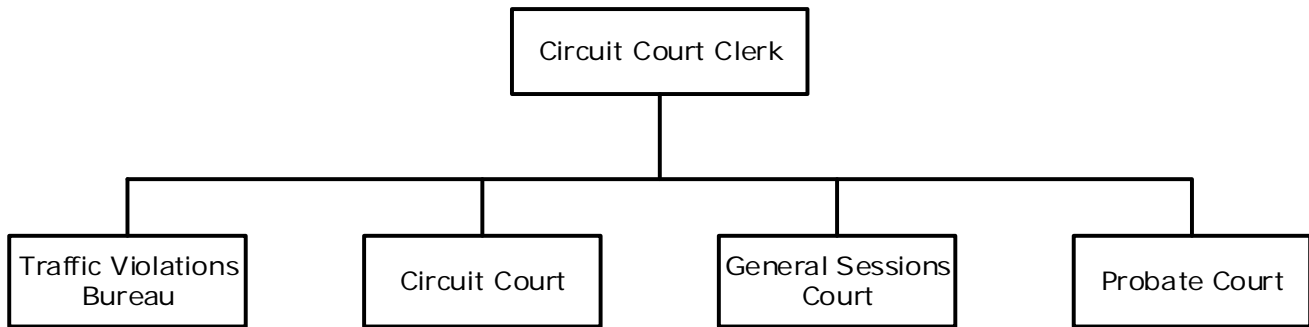 Circuit Court Clerk
Traffic Violations
Bureau
Circuit Court
General Sessions
Court
Probate Court